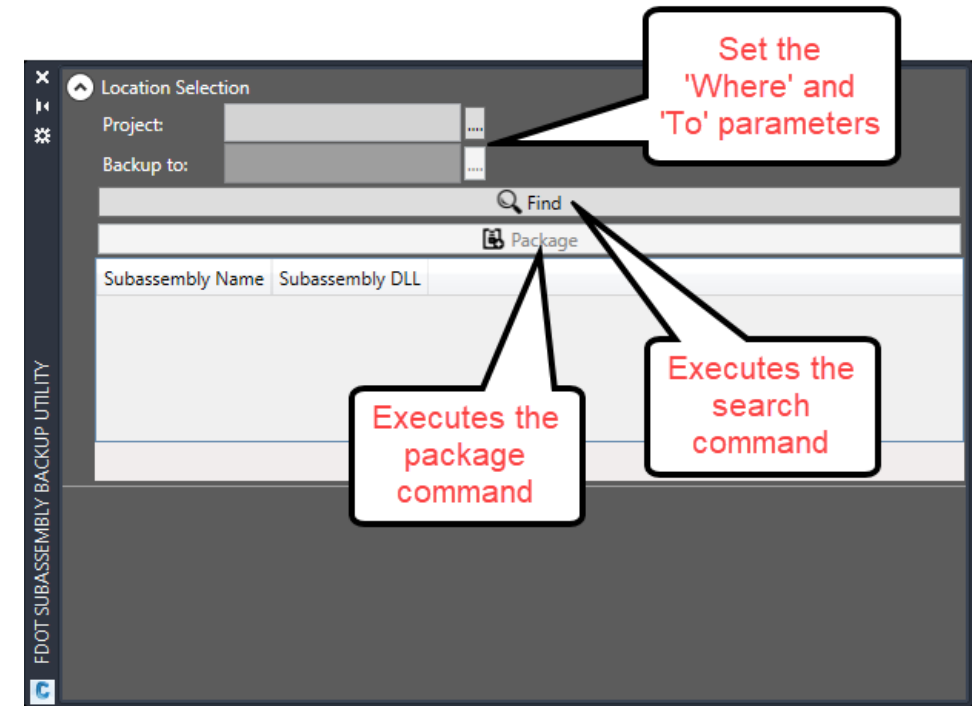 Set the
'Where' and
'To' parameters
Location Selection
Project:
....
Backup to:
....
Find
Package
Subassembly Name Subassembly DLL
Executes the
search
command
Executes the
package
command
FDOT SUBASSEMBLY BACKUP UTILITY
C